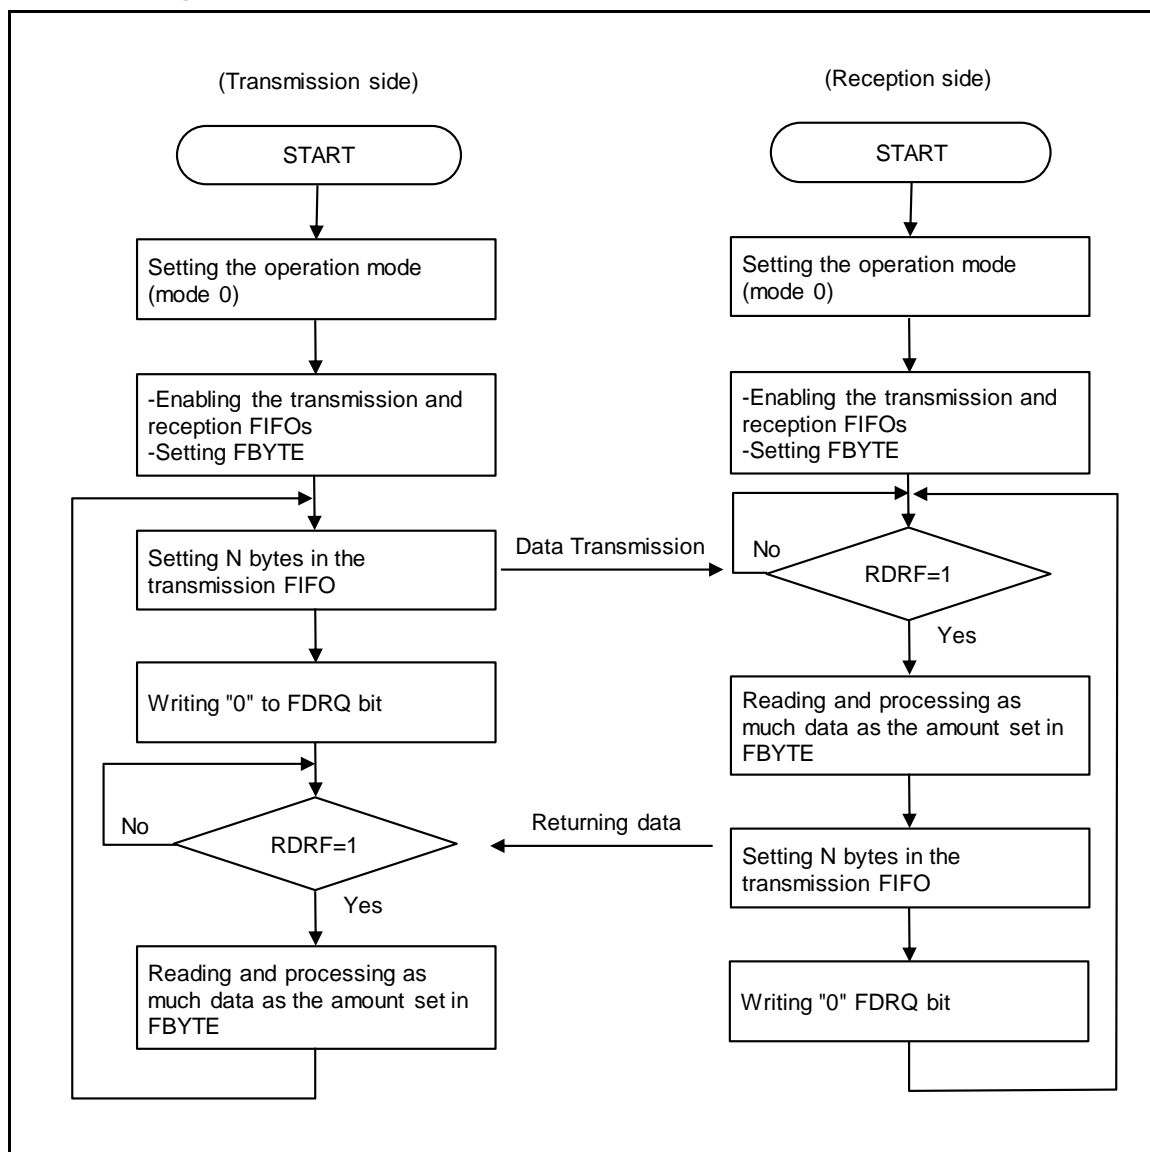 (Transmission side)
START
Setting the operation mode
(mode 0)
-Enabling the transmission and
reception FIFOs
-Setting FBYTE
Setting N bytes in the
transmission FIFO
Data Transmission
Writing "0" to FDRQ bit
No
RDRF=1
Yes
Returning data
Reading and processing as
much data as the amount set in
FBYTE
(Reception side)
START
Setting the operation mode
(mode 0)
-Enabling the transmission and
reception FIFOs
-Setting FBYTE
No
RDRF=1
Yes
Reading and processing as
much data as the amount set in
FBYTE
Setting N bytes in the
transmission FIFO
Writing "0" FDRQ bit